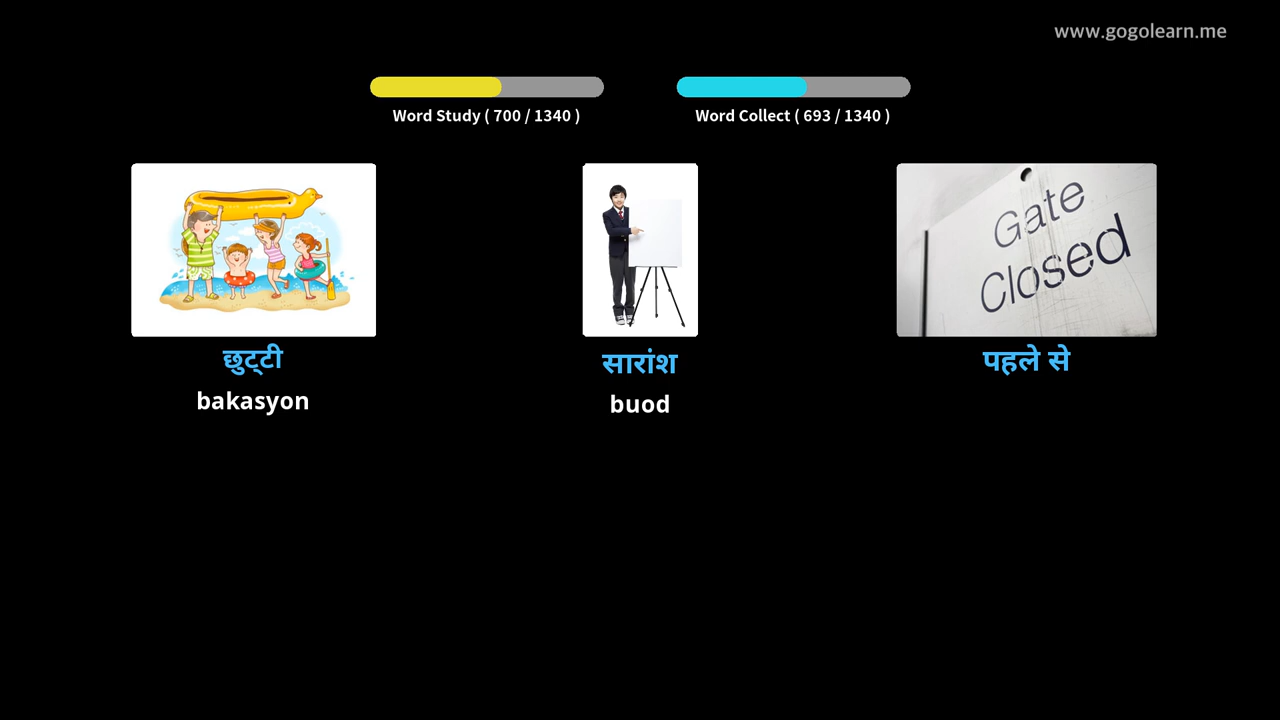 www.gogolearn.me
Word Study ( 700 / 1340 )
Word Collect ( 693 / 1340 )
Gate
Closed
छुट्टी
सारांश
पहले से
bakasyon
buod